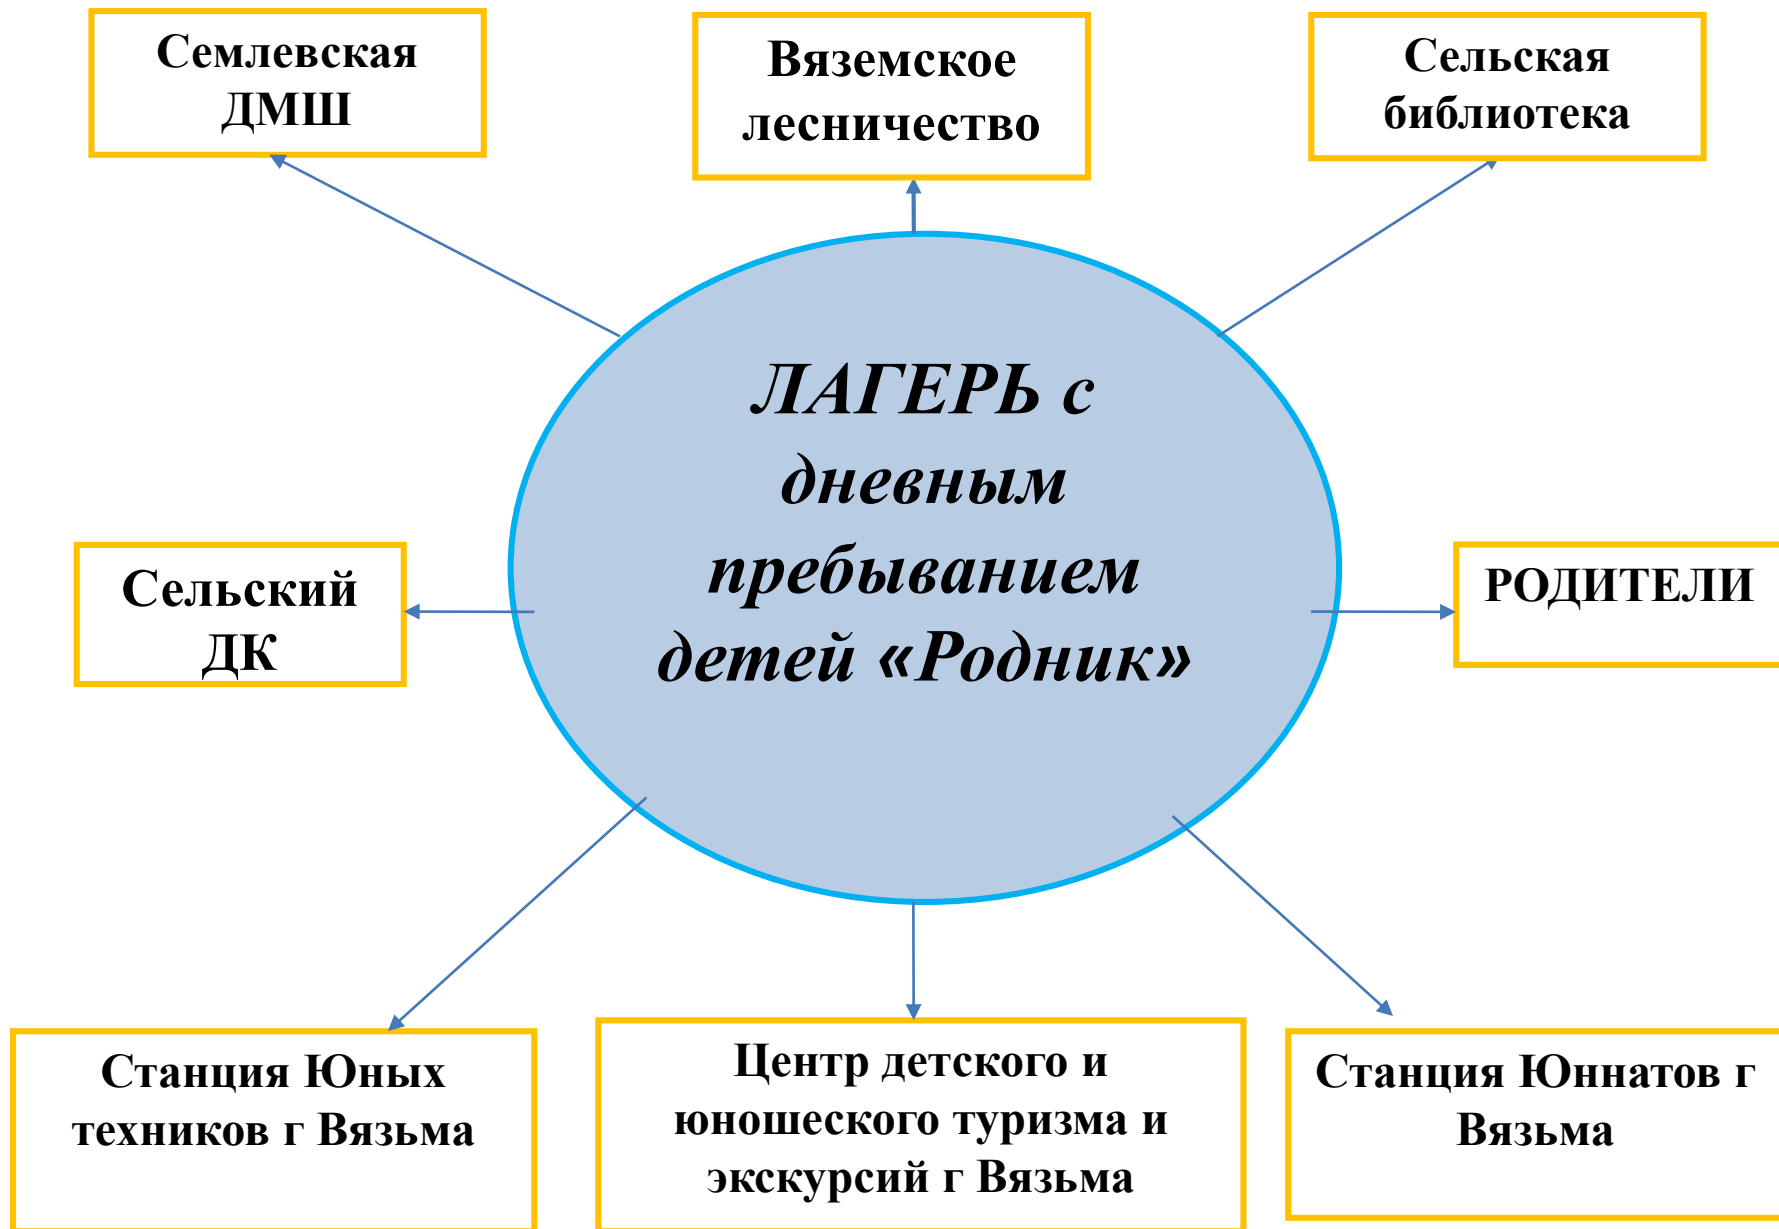 Семлевская
ДМШ
Вяземское
лесничество
Сельская
библиотека
ЛАГЕРЬ с
дневным
пребыванием
детей «Родник»
Сельский
ДК
РОДИТЕЛИ
Станция Юных
техников г Вязьма
Центр детского и
юношеского туризма и
экскурсий г Вязьма
Станция Юннатов г
Вязьма